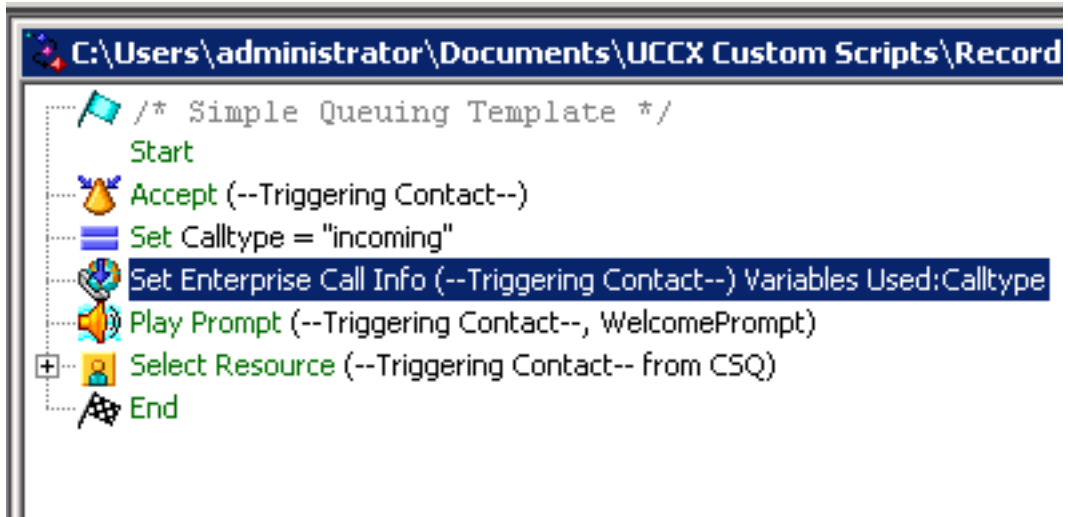 C:\Users\administrator\Documents\UCCX Custom Scripts\Record
/* Simple Queuing Template */
Start
Accept (--Triggering Contact--)
Set Calltype = "incoming"
Set Enterprise Call Info (--Triggering Contact--) Variables Used:Calltype
Play Prompt (--Triggering Contact--, WelcomePrompt)
Select Resource (--Triggering Contact-- from CSQ)
End